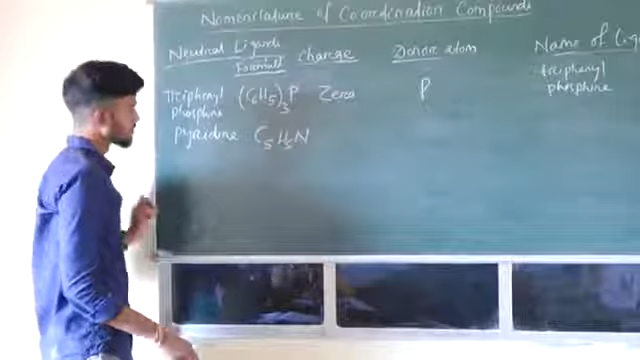 Nomenclature of Coordination Compounds
Neutral Ligands Formula charge Donor atom Name of
Triphenyl phosphine (C6H5)3P Zero P triphenyl phosphine
Pyridine C5H5N